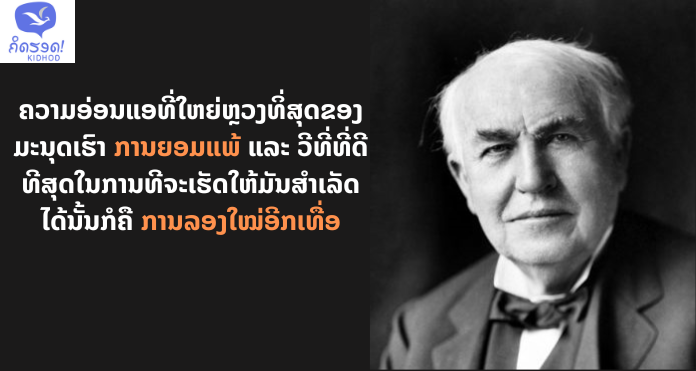 ຄິດຮອດ!
KIDHOD
ຄວາມອ່ອນແອທີ່ໃຫຍ່ຫຼວງທີ່ສຸດຂອງ
ມະນຸດເຮົາ ການຍອມແພ້ ແລະ ວິທີ່ທີ່ດີ
ທີສຸດໃນການທີຈະເຮັດໃຫ້ມັນສຳເລັດ
ໄດ້ນັ້ນກໍຄື ການລອງໃໝ່ອີກເທື່ອ